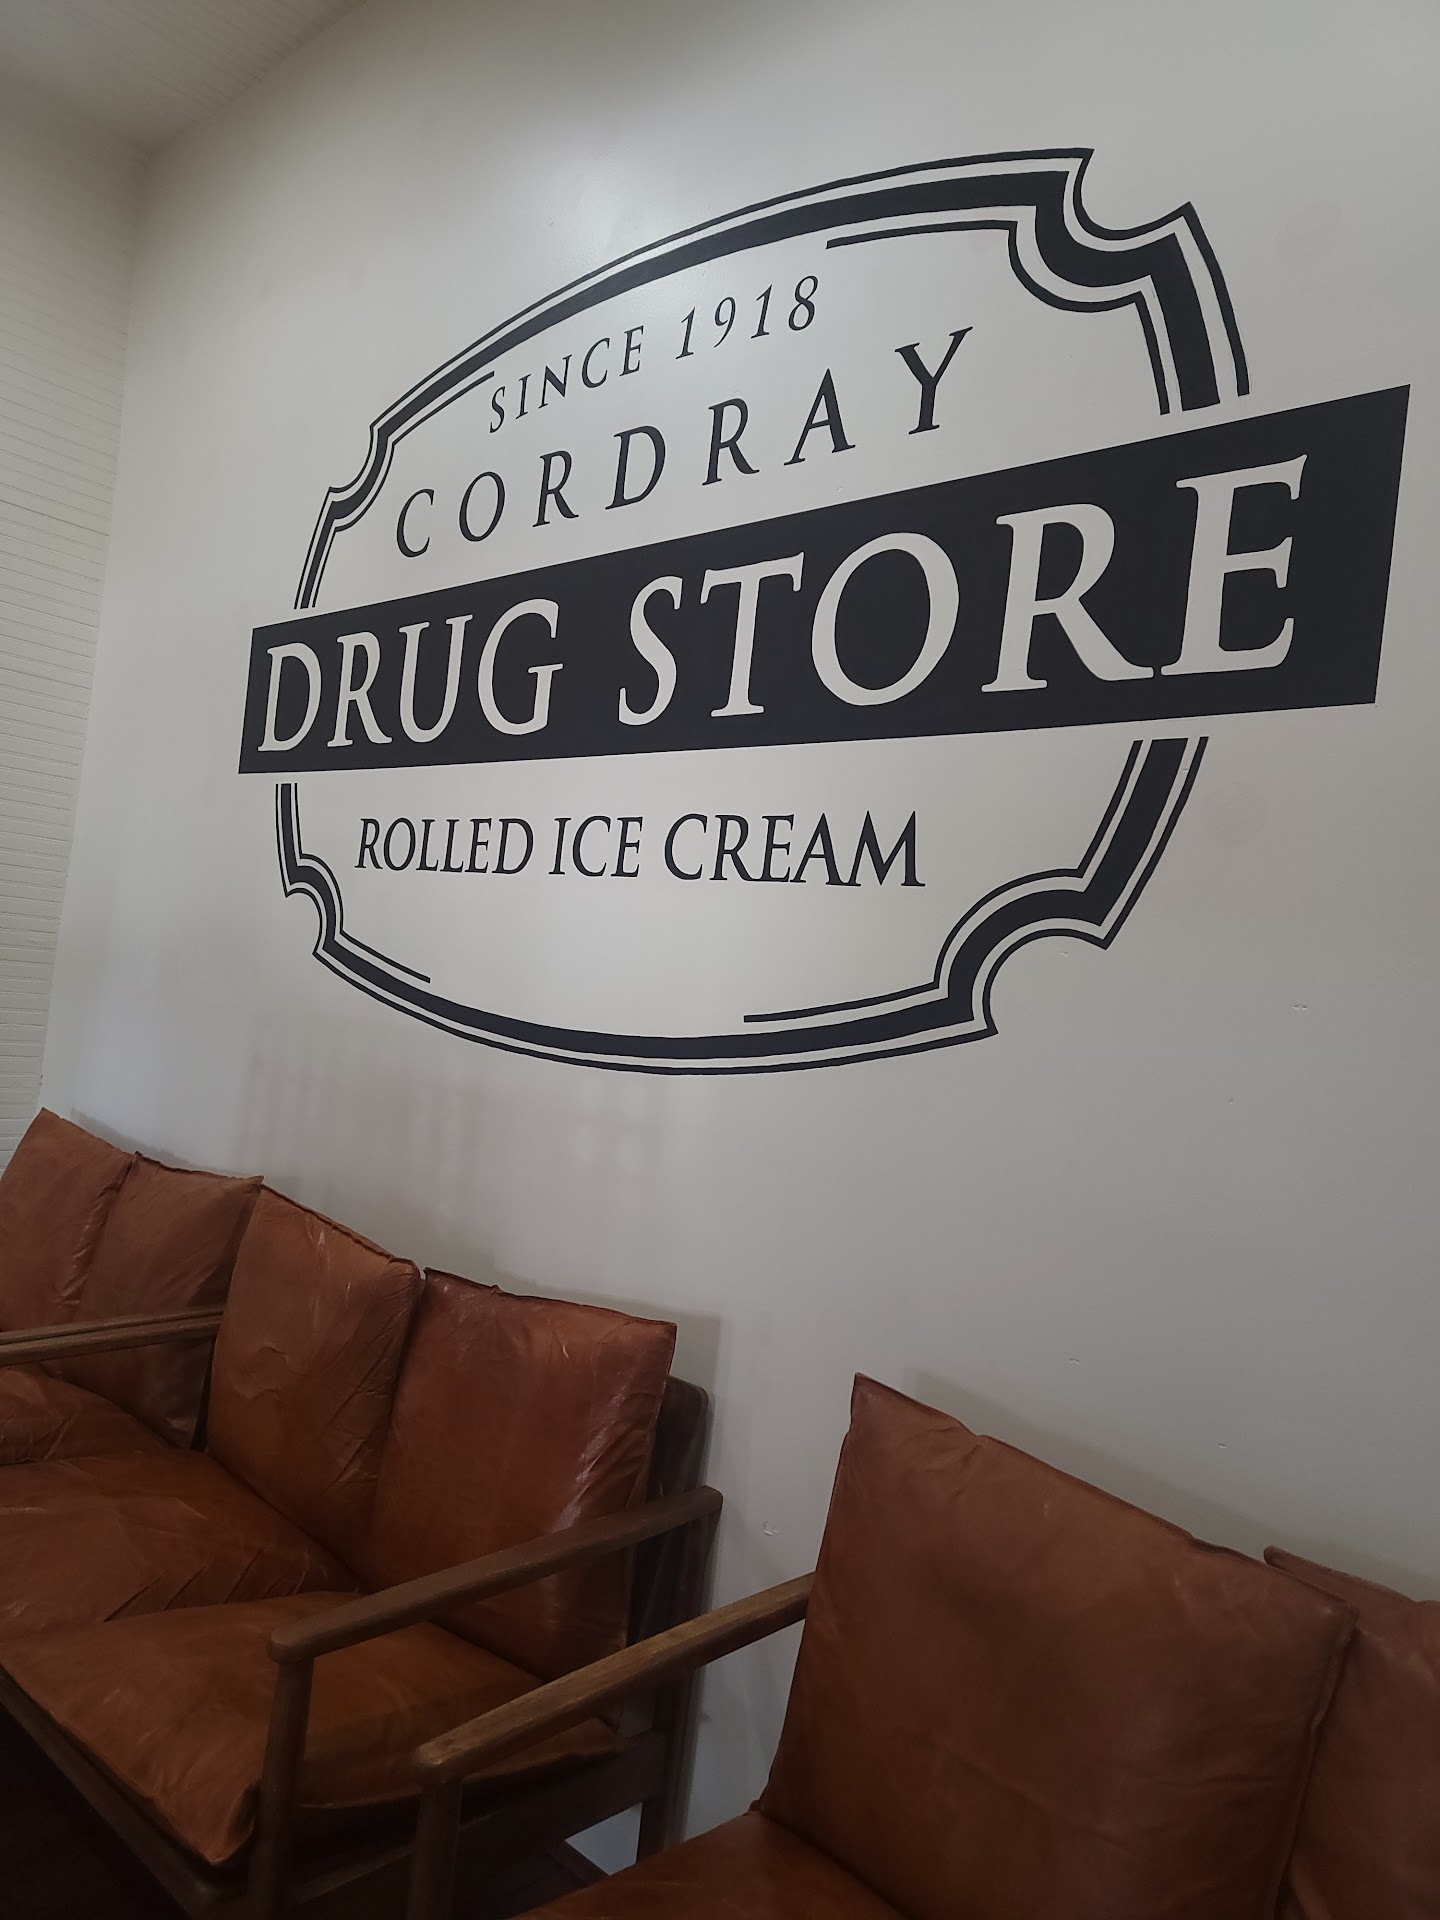 SINCE 1918
CORDRAY
DRUG STORE
ROLLED ICE CREAM